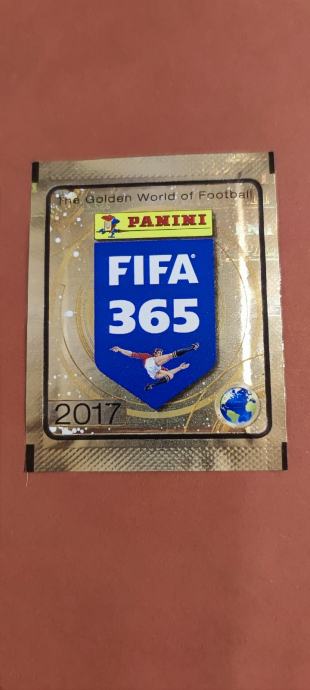 The Golden World of Football
PANINI
FIFA
365
2017